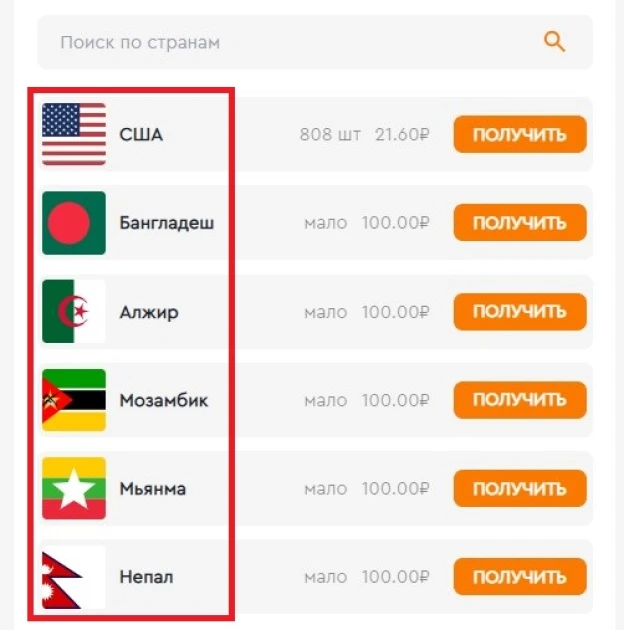 Поиск по странам
США 808 шт 21.60₽ ПОЛУЧИТЬ
Бангладеш мало 100.00₽ ПОЛУЧИТЬ
Алжир мало 100.00₽ ПОЛУЧИТЬ
Мозамбик мало 100.00₽ ПОЛУЧИТЬ
Мьянма мало 100.00₽ ПОЛУЧИТЬ
Непал мало 100.00₽ ПОЛУЧИТЬ